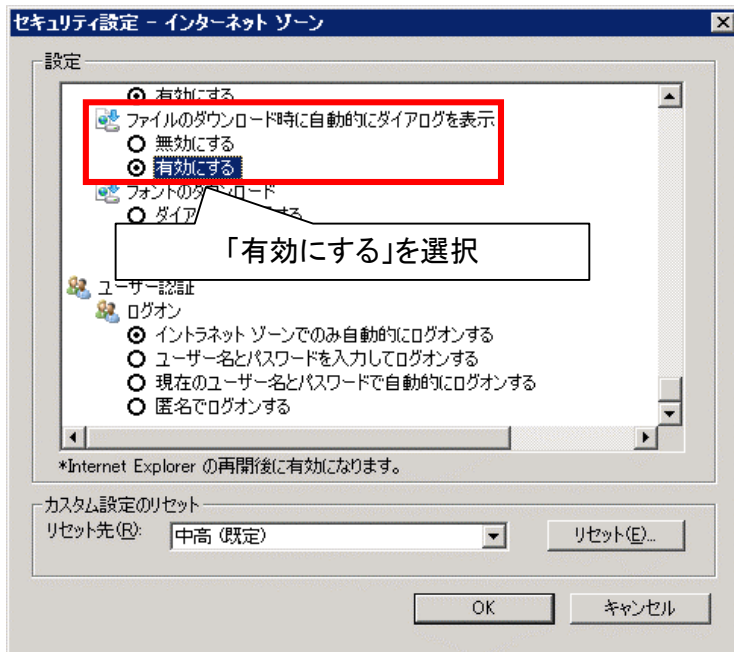 セキュリティ設定 - インターネット ゾーン
設定
有効にする
ファイルのダウンロード時に自動的にダイアログを表示
無効にする
有効にする
フォントのダウンロード
「有効にする」を選択
ユーザー認証
ログオン
イントラネット ゾーンでのみ自動的にログオンする
ユーザー名とパスワードを入力してログオンする
現在のユーザー名とパスワードで自動的にログオンする
匿名でログオンする
*Internet Explorer の再開後に有効になります。
カスタム設定のリセット
リセット先(R): 中高 (既定) リセット(E)...
OK キャンセル